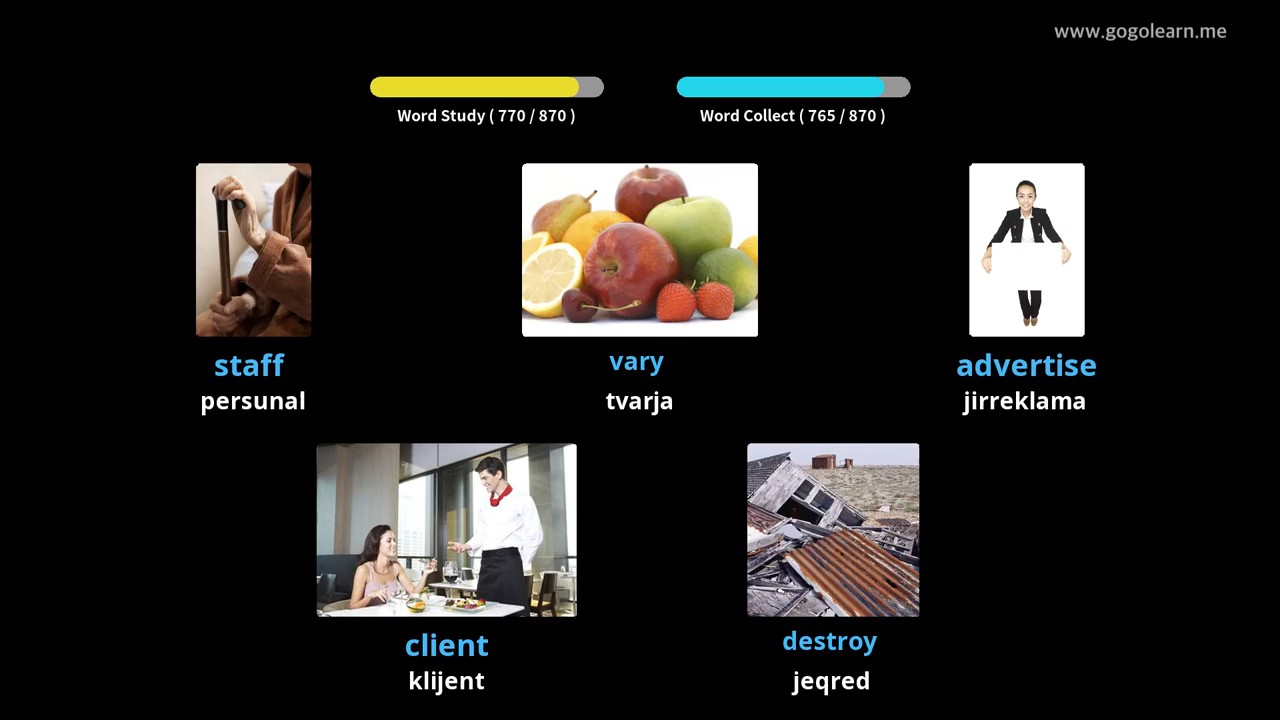 www.gogolearn.me
Word Study ( 770 / 870 )
Word Collect ( 765 / 870 )
staff
persunal
vary
tvarja
advertise
jirreklama
client
klijent
destroy
jeqred